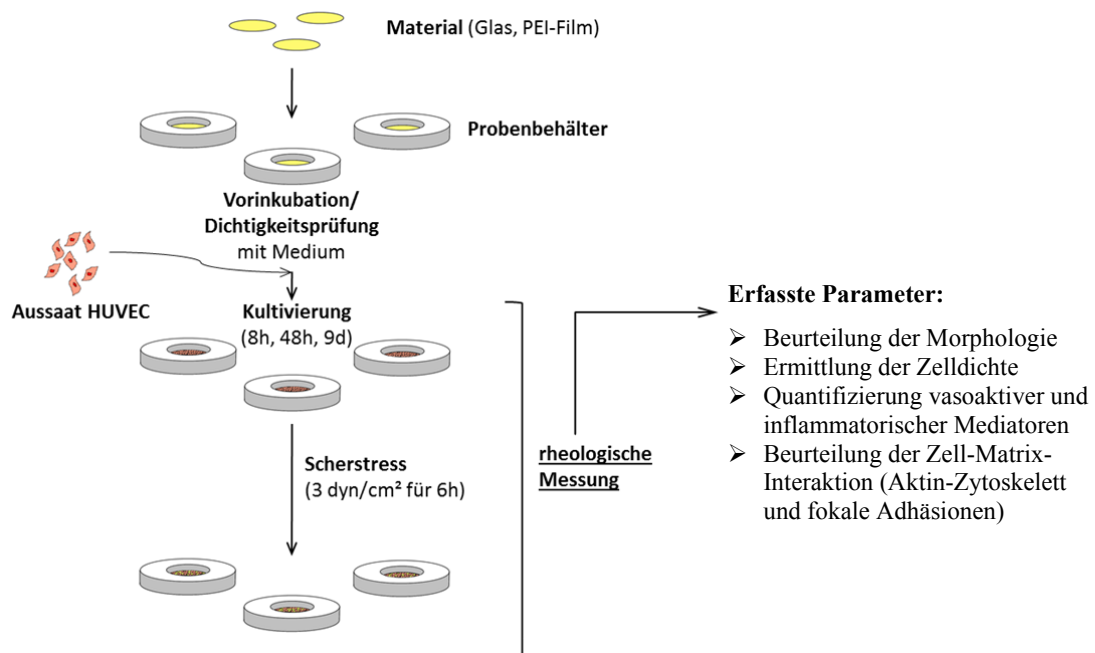 Material (Glas, PEI-Film)
Probenbehälter
Vorinkubation/
Dichtigkeitsprüfung
mit Medium
Aussaat HUVEC
Kultivierung
(8h, 48h, 9d)
Scherstress
(3 dyn/cm² für 6h)
rheologische
Messung
Erfasste Parameter:
➢ Beurteilung der Morphologie
➢ Ermittlung der Zelldichte
➢ Quantifizierung vasoaktiver und
inflammatorischer Mediatoren
➢ Beurteilung der Zell-Matrix-
Interaktion (Aktin-Zytoskelett
und fokale Adhäsionen)